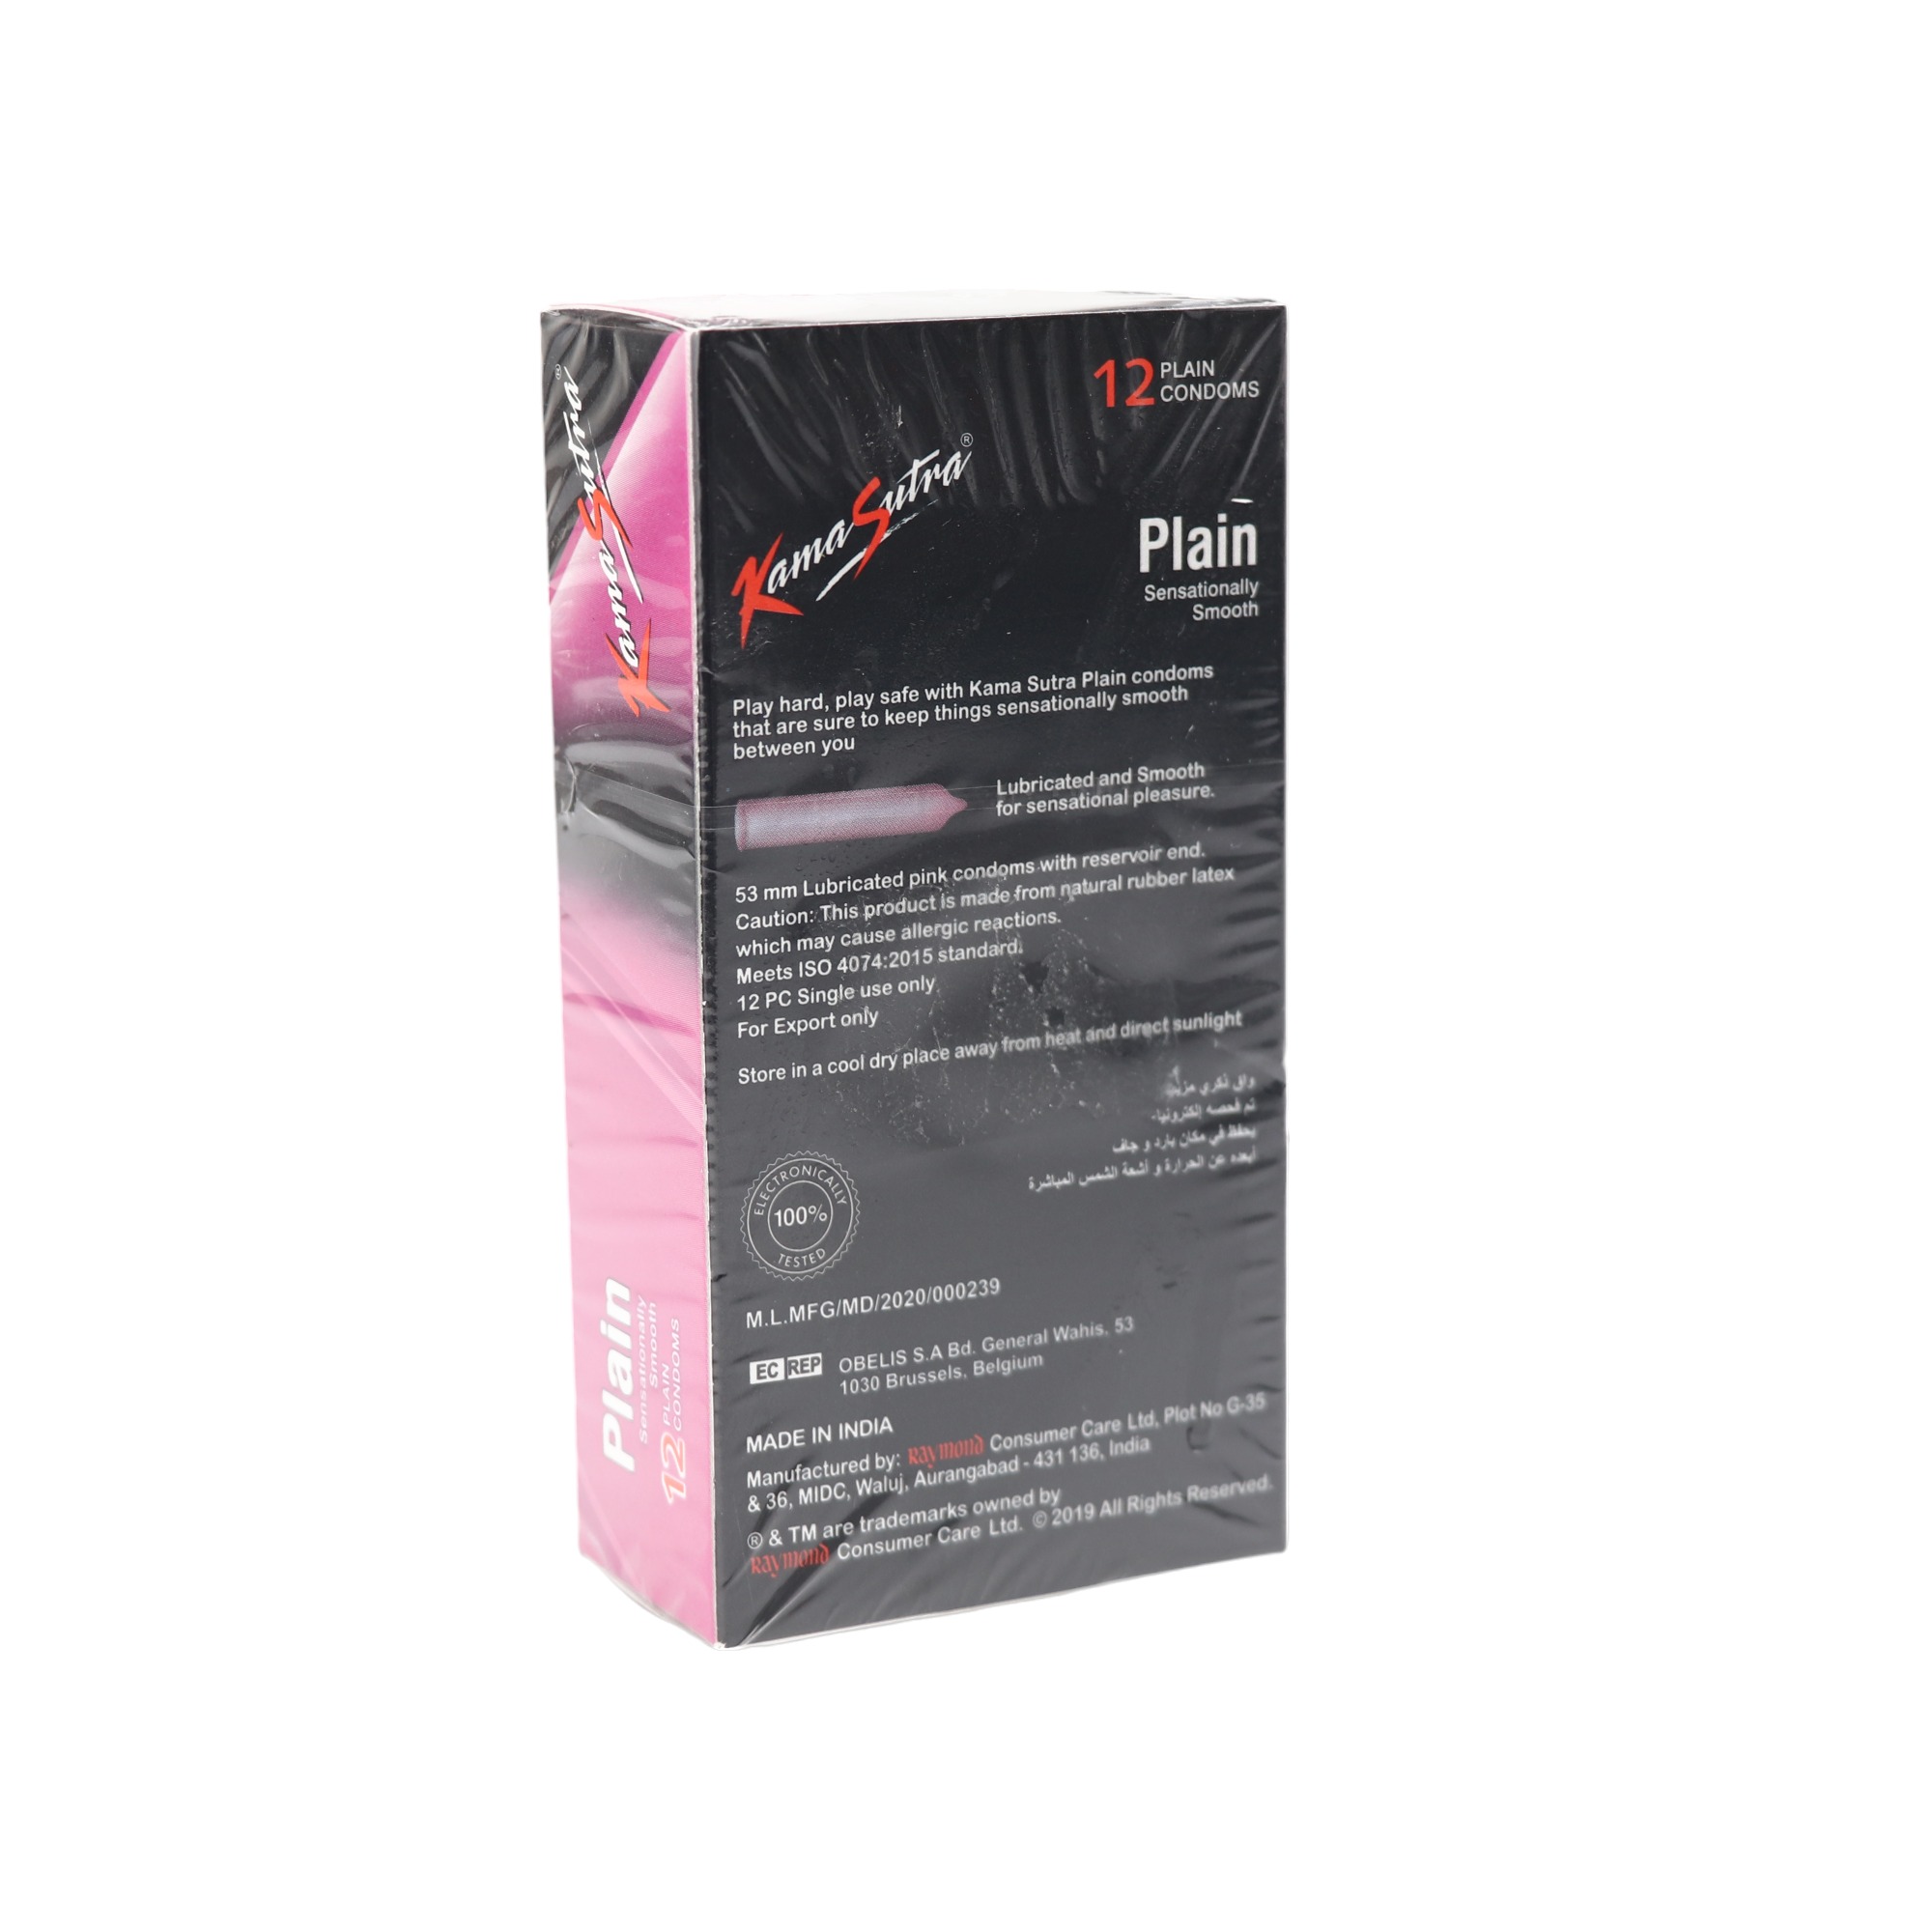 12 PLAIN
CONDOMS
KamaSutra®
Plain
Sensationally
Smooth
Play hard, play safe with Kama Sutra Plain condoms
that are sure to keep things sensationally smooth
between you
Lubricated and Smooth
for sensational pleasure.
53 mm Lubricated pink condoms with reservoir end.
Caution: This product is made from natural rubber latex
which may cause allergic reactions.
Meets ISO 4074:2015 standard.
12 PC Single use only
For Export only
Store in a cool dry place away from heat and direct sunlight
واق ذكري مزيت
تم فحصه إلكترونيا-
يحفظ في مكان بارد و جاف
أبعده عن الحرارة و أشعة الشمس المباشرة
ELECTRONICALLY
100%
TESTED
M.L.MFG/MD/2020/000239
EC REP OBELIS S.A Bd. General Wahis, 53
1030 Brussels, Belgium
MADE IN INDIA
Manufactured by: Raymond Consumer Care Ltd, Plot No G-35
& 36, MIDC, Waluj, Aurangabad - 431 136, India
® & TM are trademarks owned by
Raymond Consumer Care Ltd. © 2019 All Rights Reserved.
KamaSutra®
Plain
Sensationally
Smooth
12 PLAIN
CONDOMS